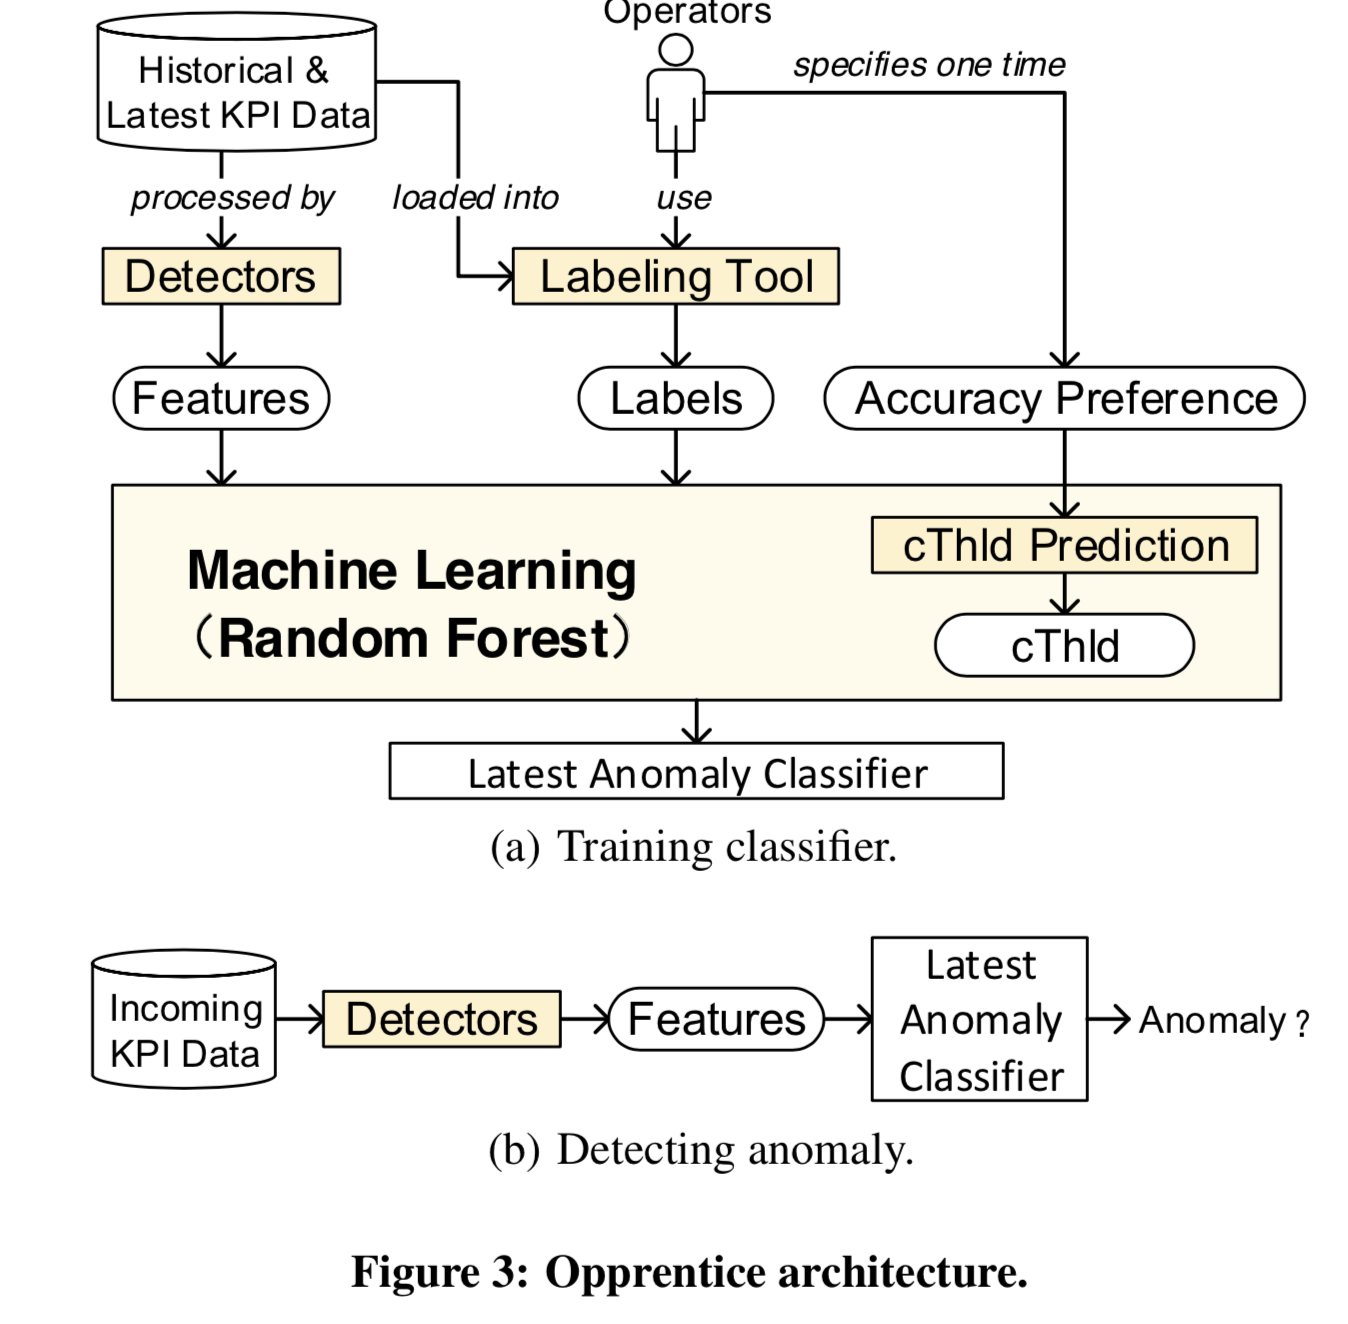 Operators
Historical &
Latest KPI Data
specifies one time
processed by
loaded into
use
Detectors
Labeling Tool
Features
Labels
Accuracy Preference
Machine Learning
（Random Forest）
cThld Prediction
cThld
Latest Anomaly Classifier
(a) Training classifier.
Incoming
KPI Data
Detectors
Features
Latest
Anomaly
Classifier
Anomaly ?
(b) Detecting anomaly.
Figure 3: Opprentice architecture.